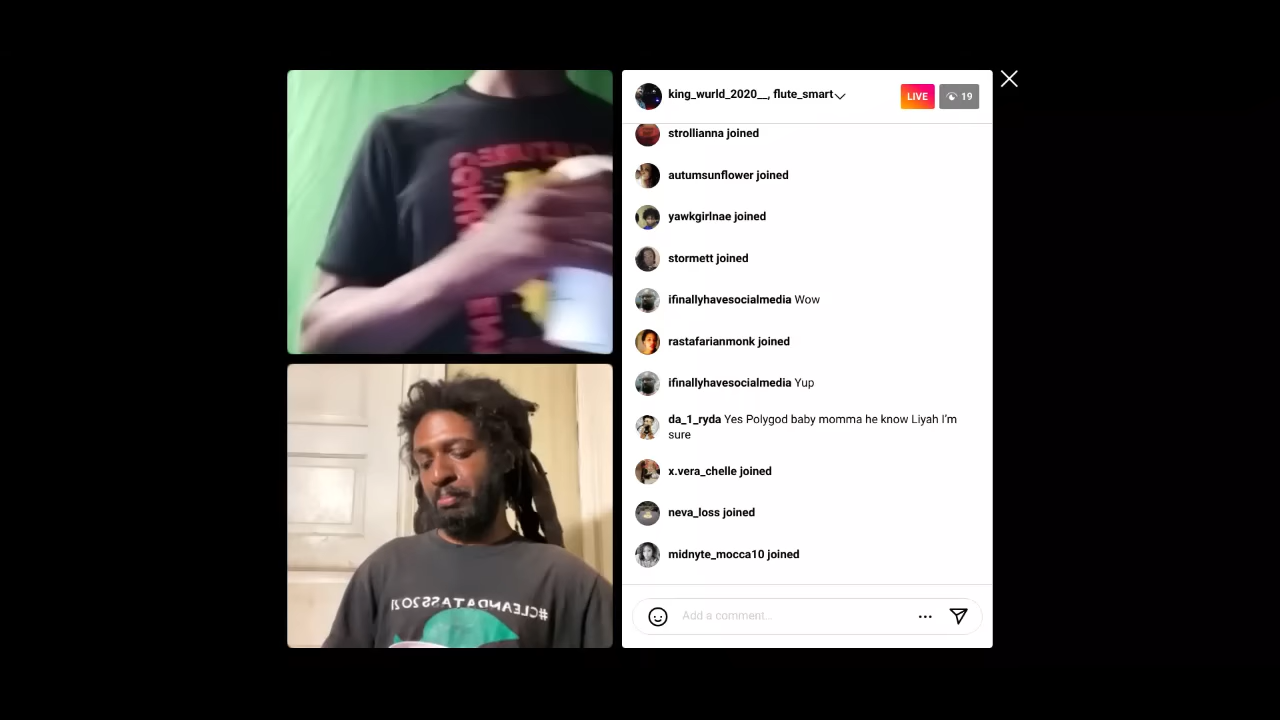 king_wurld_2020__, flute_smart
LIVE
19
strollianna joined
autumsunflower joined
yawkgirlnae joined
stormett joined
ifinallyhavesocialmedia Wow
rastafarianmonk joined
ifinallyhavesocialmedia Yup
da_1_ryda Yes Polygod baby momma he know Liyah I'm
sure
x.vera_chelle joined
neva_loss joined
midnyte_mocca10 joined
Add a comment...
#CLEANDATASS2021